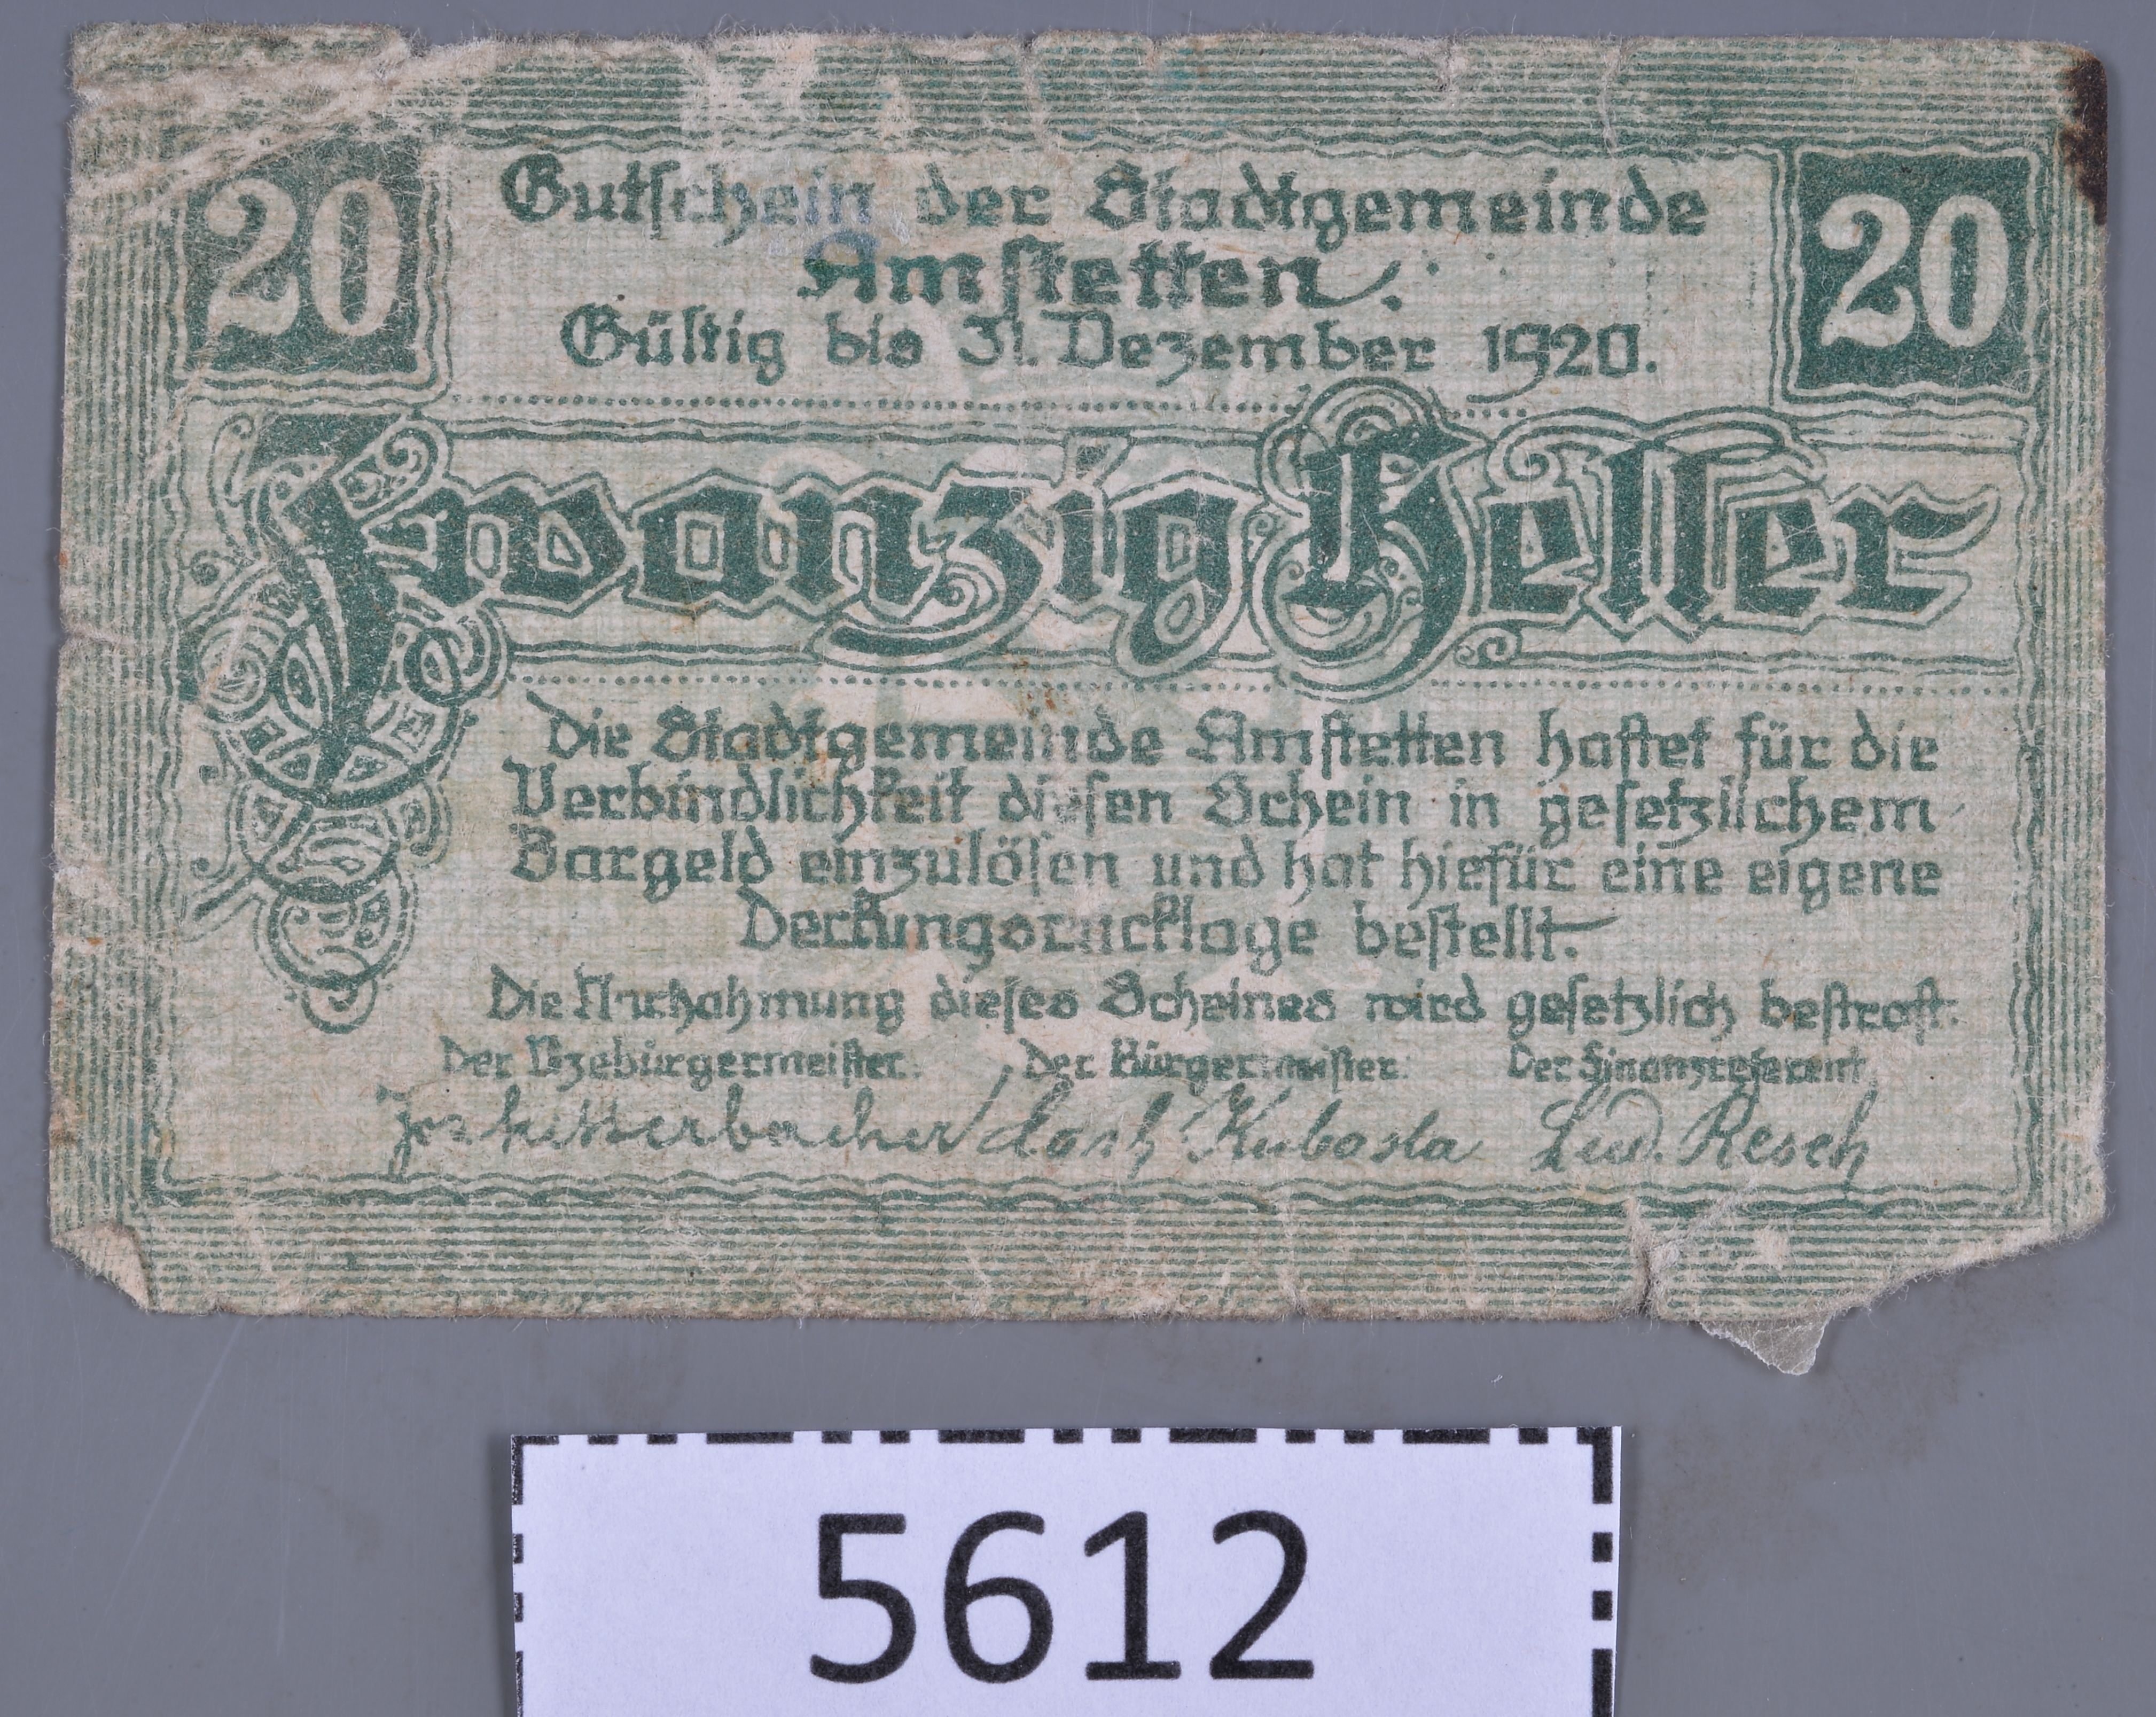 20 Gutschein der Stadtgemeinde 20
Amstetten.
Gültig bis 31. Dezember 1920.
Zwanzig Heller
Die Stadtgemeinde Amstetten haftet für die
Verbindlichkeit diesen Schein in gesetzlichem
Bargeld einzulösen und hat hiefür eine eigene
Deckungsrücklage bestellt.
Die Nachahmung dieses Scheines wird gesetzlich bestraft.
Der Vizebürgermeister: Der Bürgermeister: Der Finanzreferent
Kubasta Lud. Resch
5612